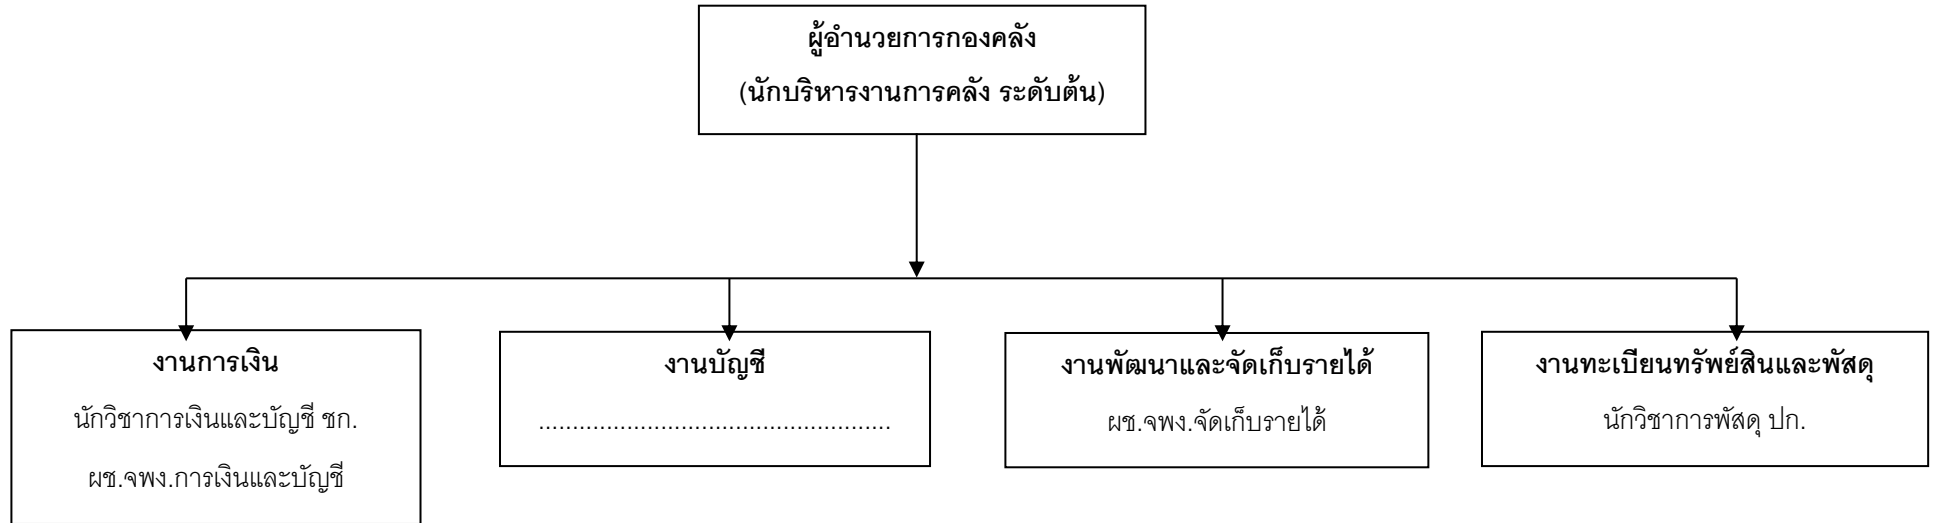 ผู้อำนวยการกองคลัง
(นักบริหารงานการคลัง ระดับต้น)
งานการเงิน
นักวิชาการเงินและบัญชี ชก.
ผช.จพง.การเงินและบัญชี
งานบัญชี
....................................................
งานพัฒนาและจัดเก็บรายได้
ผช.จพง.จัดเก็บรายได้
งานทะเบียนทรัพย์สินและพัสดุ
นักวิชาการพัสดุ ปก.